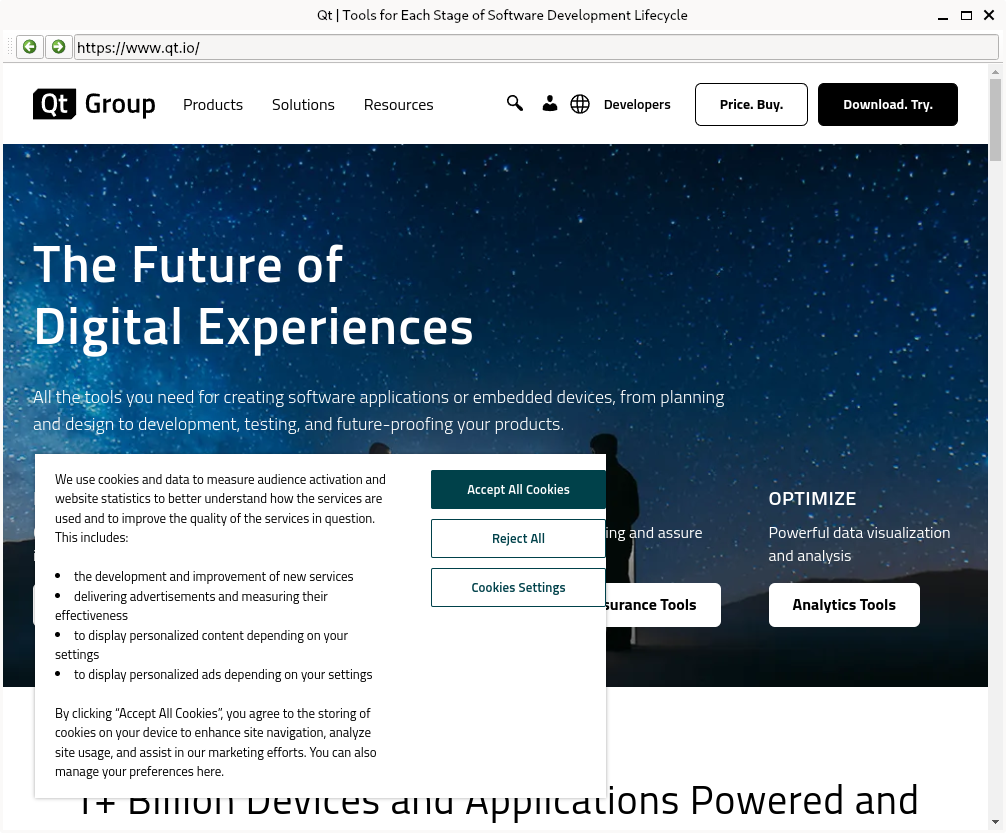 Qt | Tools for Each Stage of Software Development Lifecycle
https://www.qt.io/
Qt Group Products Solutions Resources Developers Price. Buy. Download. Try.
The Future of
Digital Experiences
All the tools you need for creating software applications or embedded devices, from planning
and design to development, testing, and future-proofing your products.
OPTIMIZE
ing and assure
Powerful data visualization
and analysis
surance Tools
Analytics Tools
We use cookies and data to measure audience activation and
website statistics to better understand how the services are
used and to improve the quality of the services in question.
This includes:
• the development and improvement of new services
• delivering advertisements and measuring their
effectiveness
• to display personalized content depending on your
settings
• to display personalized ads depending on your settings
By clicking “Accept All Cookies”, you agree to the storing of
cookies on your device to enhance site navigation, analyze
site usage, and assist in our marketing efforts. You can also
manage your preferences here.
Accept All Cookies
Reject All
Cookies Settings
1+ Billion Devices and Applications Powered and